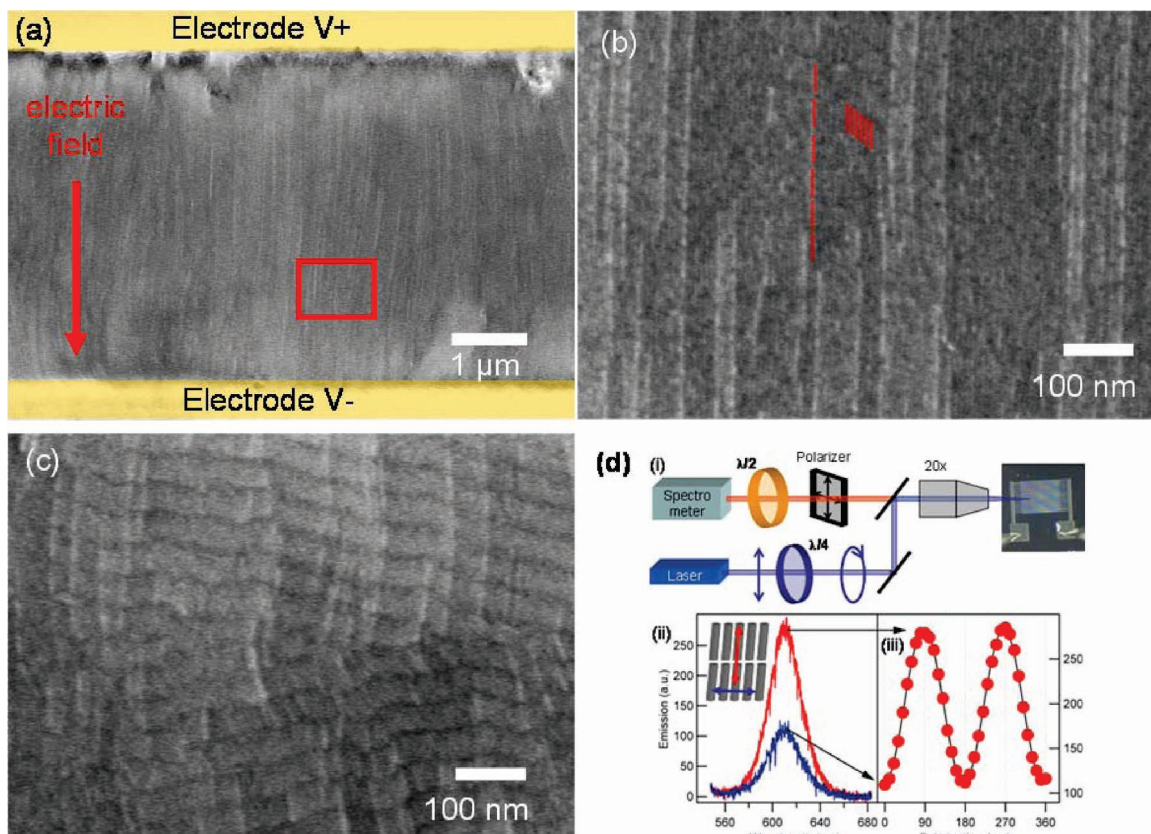 (a)
Electrode V+
electric
field
1 μm
Electrode V-
(b)
100 nm
(c)
100 nm
(d)
(i)
λ/2
Polarizer
20x
Spectro
meter
λ/4
Laser
(ii)
(iii)
Emission (a.u.)
250
200
150
100
50
0
560
600
640
680
0
90
180
270
360
250
200
150
100